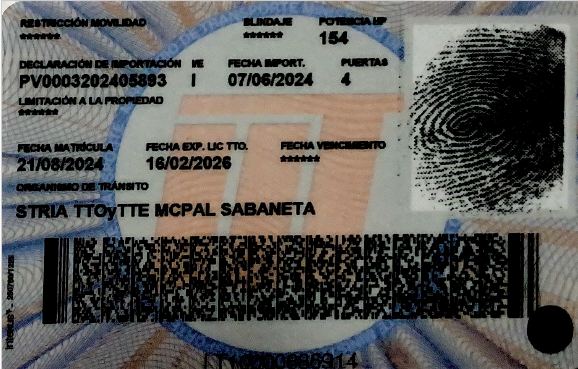 RESTRICCIÓN MOVILIDAD BLINDAJE POTENCIA HP
****** ****** 154
DECLARACIÓN DE IMPORTACIÓN I/E FECHA IMPORT. PUERTAS
PV0003202405893 I 07/06/2024 4
LIMITACIÓN A LA PROPIEDAD
******
FECHA MATRÍCULA FECHA EXP. LIC TTO. FECHA VENCIMIENTO
21/08/2024 16/02/2026 ******
ORGANISMO DE TRÁNSITO
STRIA TTOyTTE MCPAL SABANETA